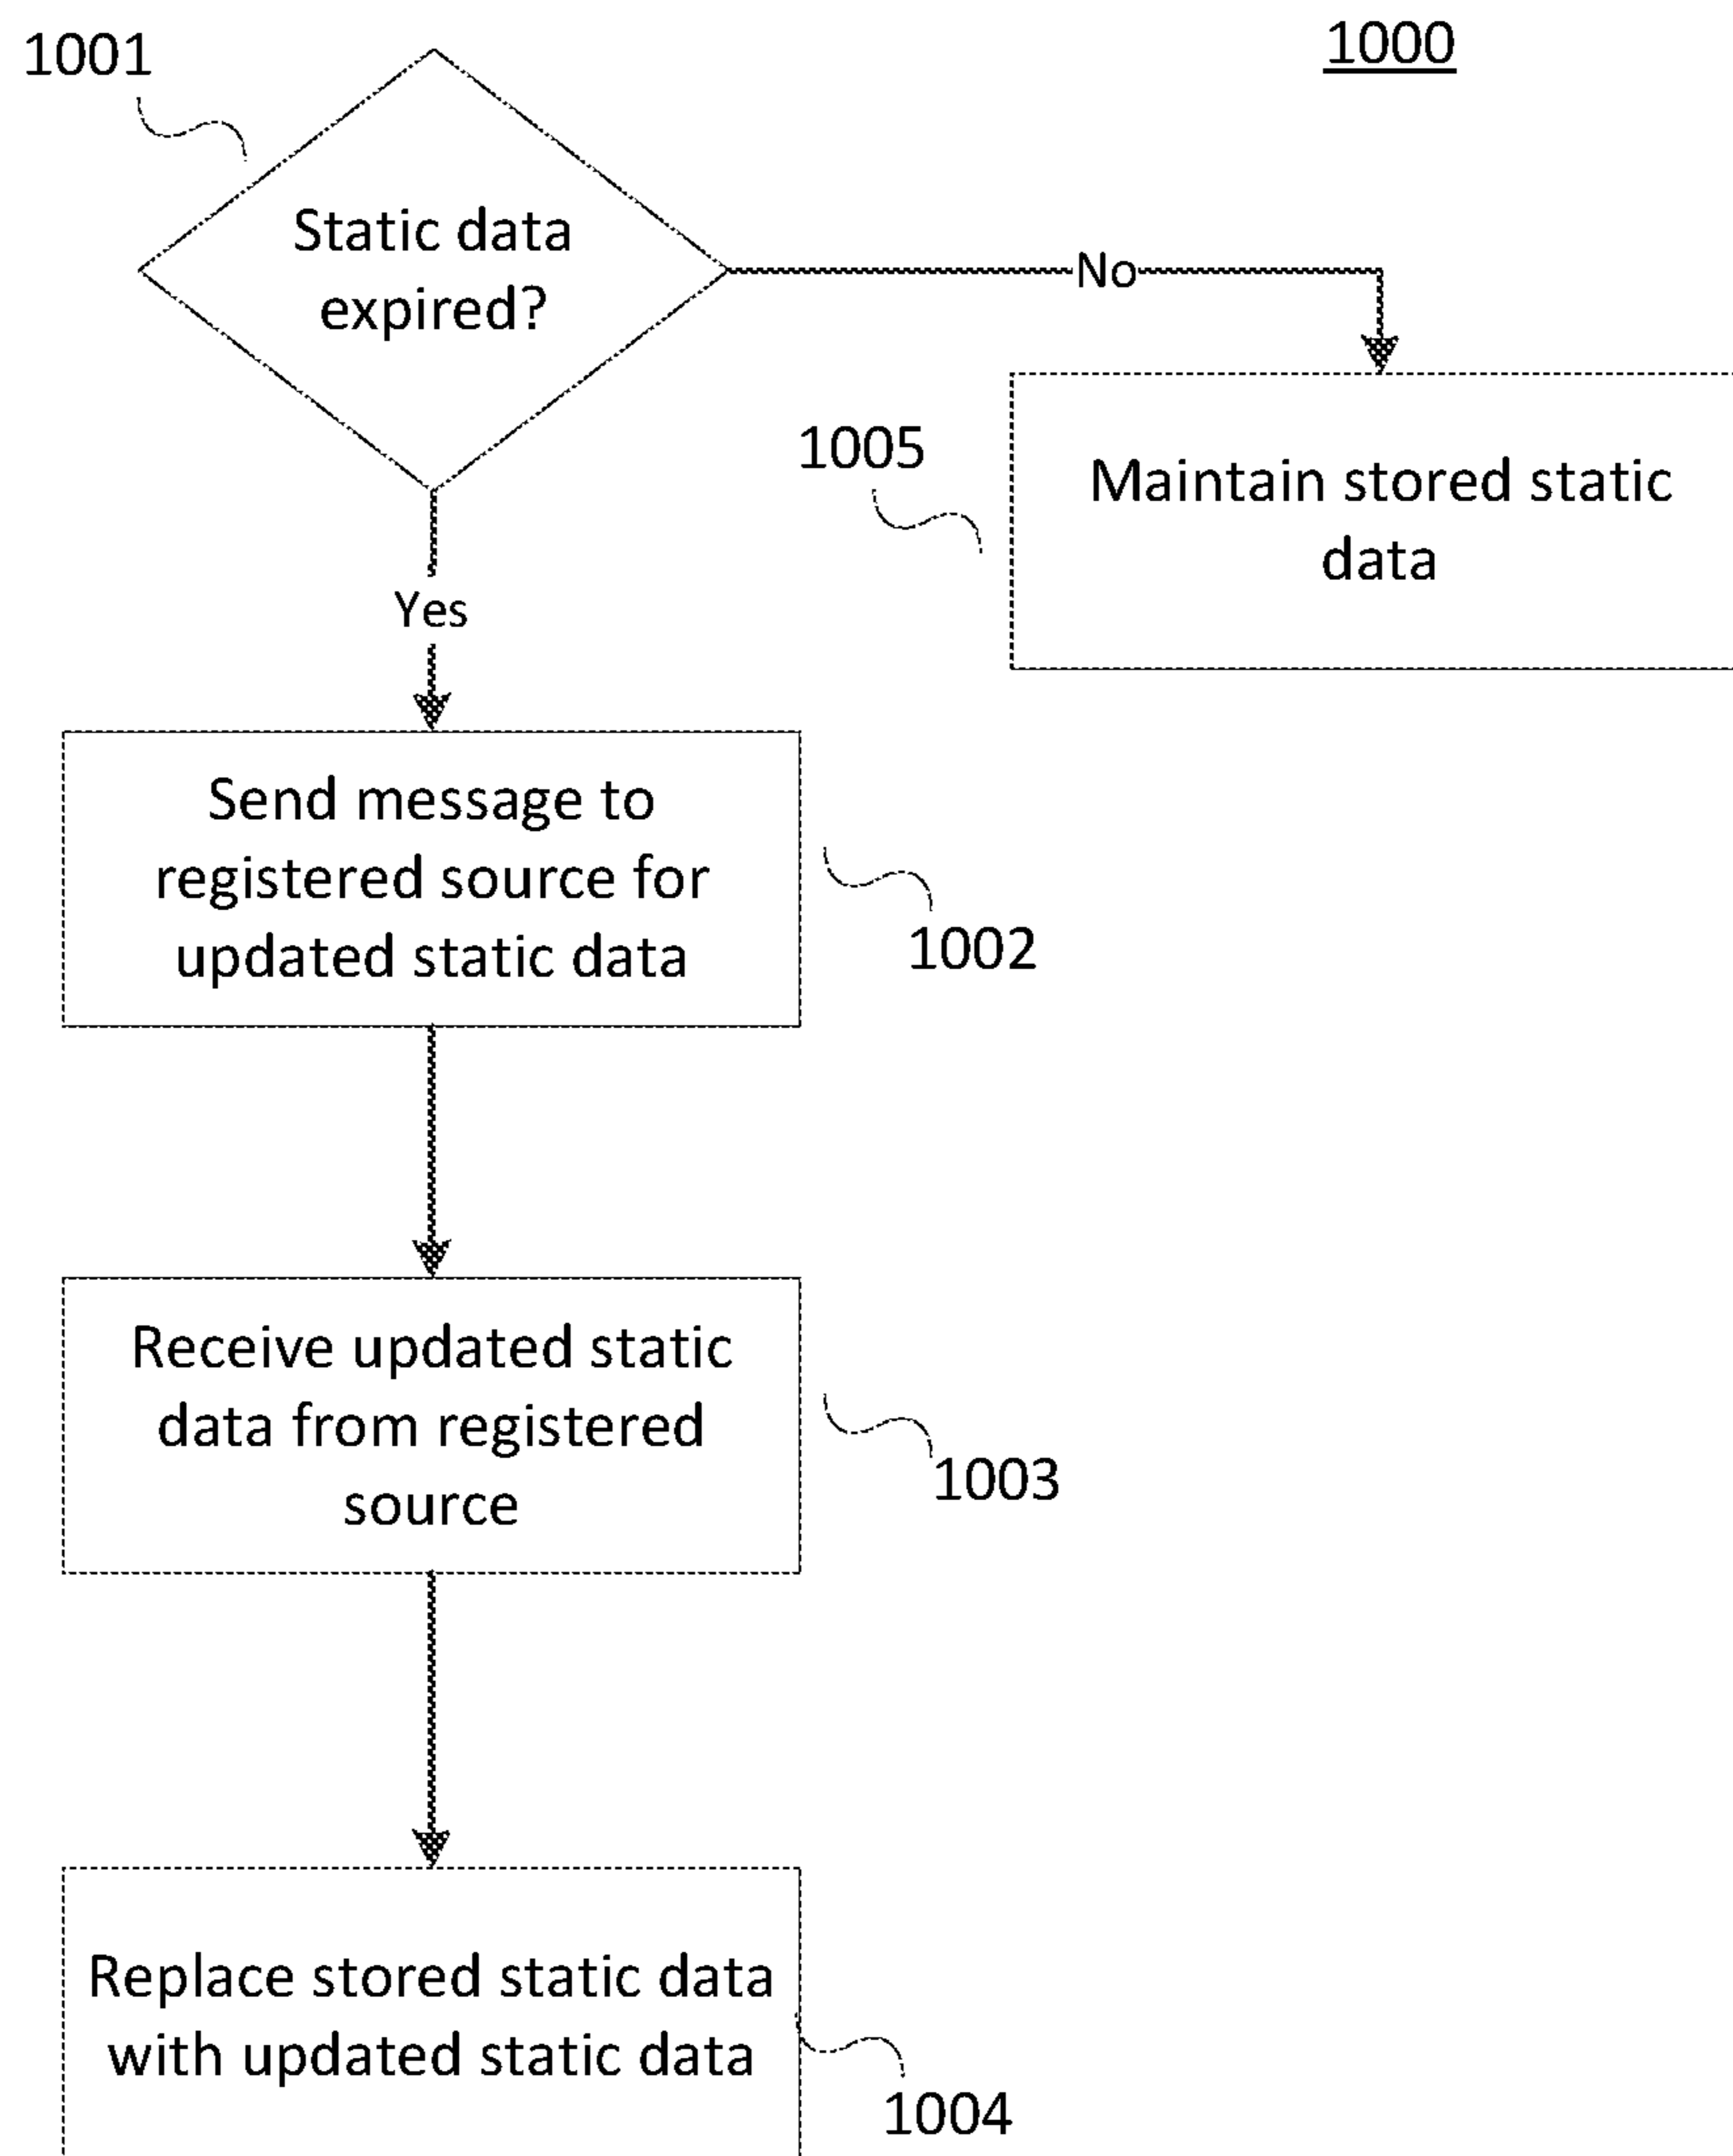 1001
1000
Static data
expired?
No
1005
Maintain stored static
data
Yes
Send message to
registered source for
updated static data
1002
Receive updated static
data from registered
source
1003
Replace stored static data
with updated static data
1004